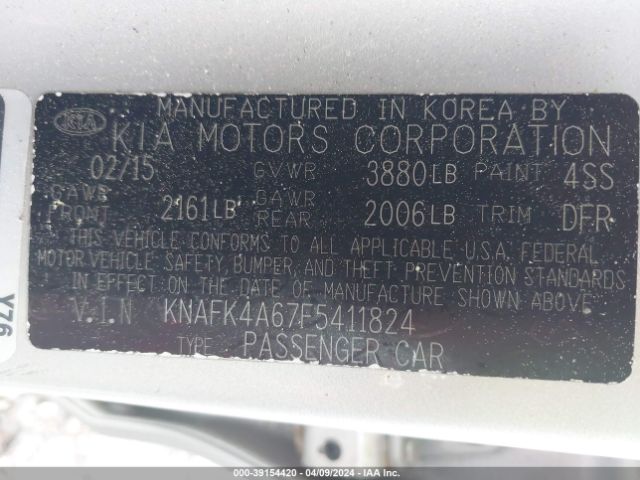 MANUFACTURED IN KOREA BY
KIA KIA MOTORS CORPORATION
02/15 GVWR 3880LB PAINT 4SS
GAWR FRONT 2161LB GAWR REAR 2006LB TRIM DFR
THIS VEHICLE CONFORMS TO ALL APPLICABLE U.S.A. FEDERAL
MOTOR VEHICLE SAFETY, BUMPER, AND THEFT PREVENTION STANDARDS
IN EFFECT ON THE DATE OF MANUFACTURE SHOWN ABOVE.
V.I.N KNAFK4A67F5411824
TYPE PASSENGER CAR
Y76
000-39154420 - 04/09/2024 - IAA Inc.